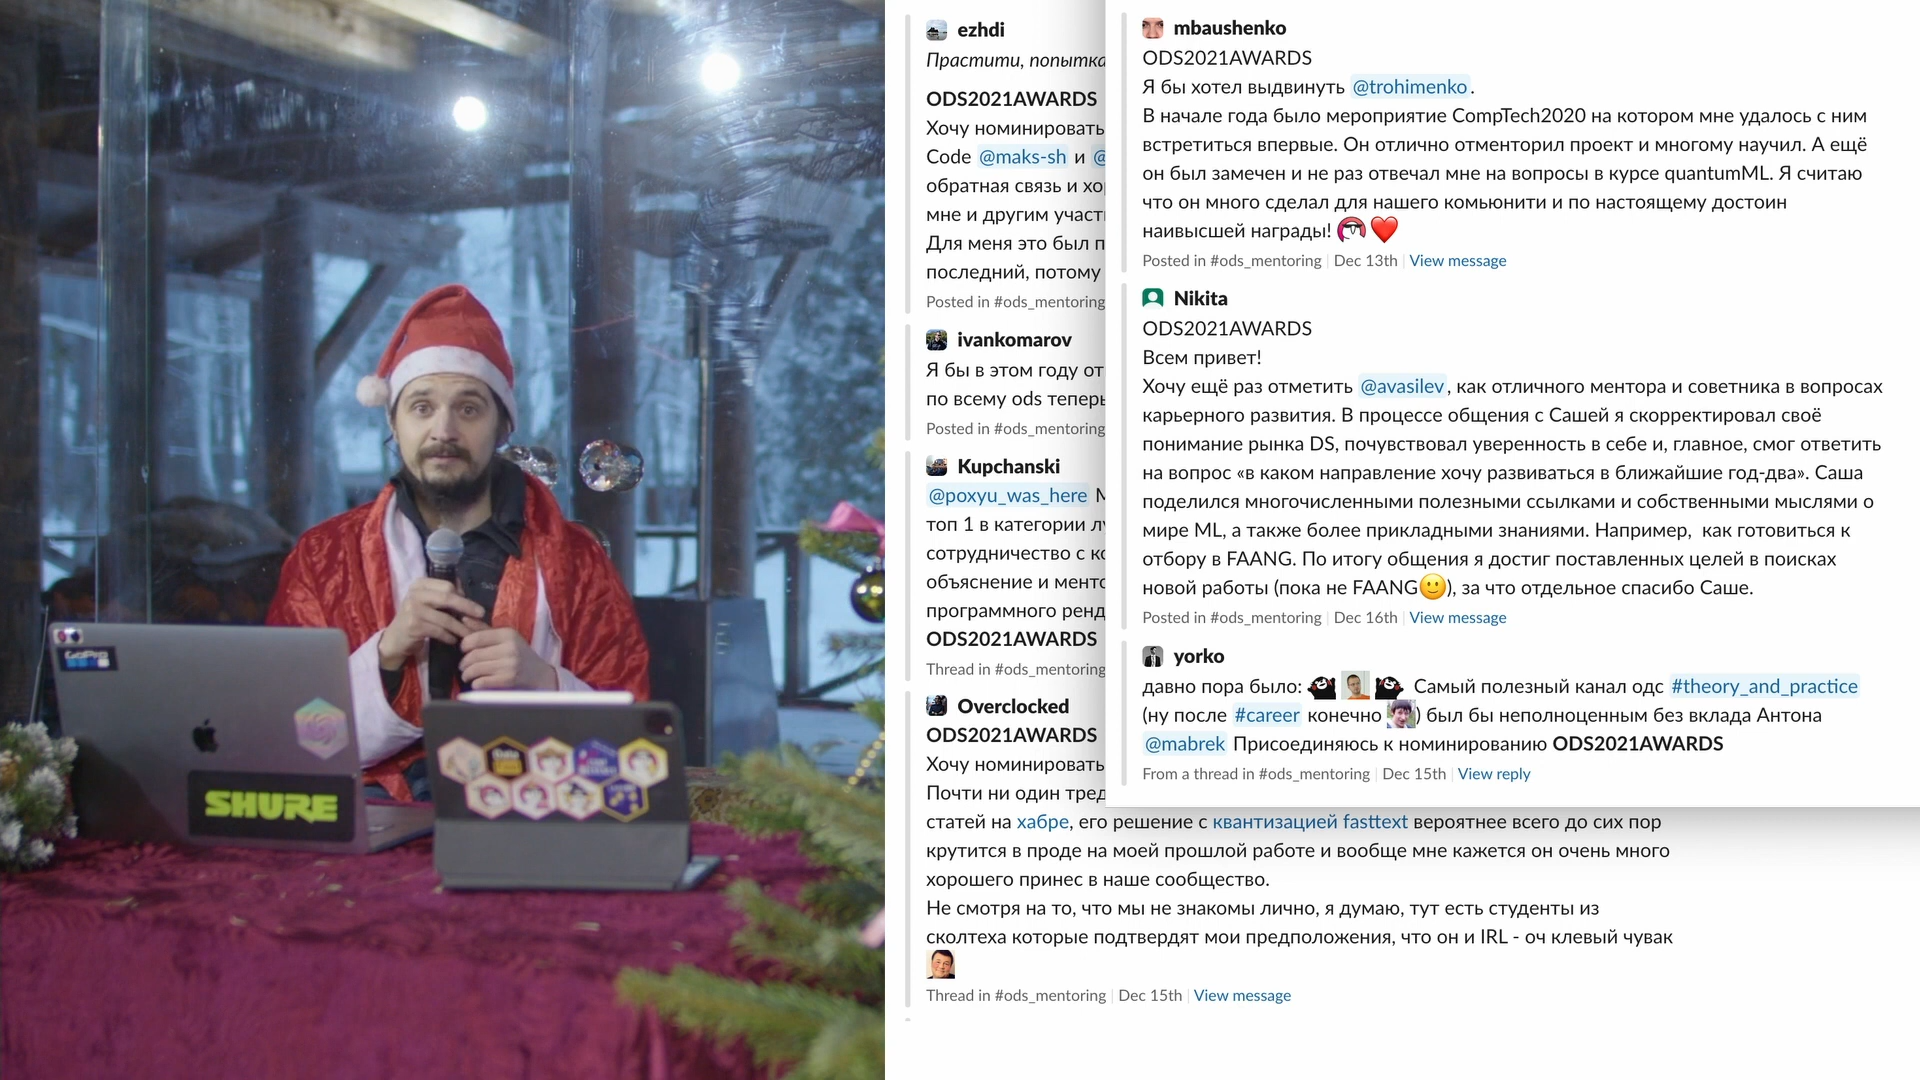 GoPro
SHURE
ezhdi
Прастити, попытка
ODS2021AWARDS
Хочу номинировать
Code @maks-sh и @
обратная связь и хо
мне и другим участ
Для меня это был п
последний, потому
Posted in #ods_mentoring
ivankomarov
Я бы в этом году от
по всему ods теперь
Posted in #ods_mentoring
Kupchanski
@poxyu_was_here М
топ 1 в категории лу
сотрудничество с ко
объяснение и менто
программного ренд
ODS2021AWARDS
Thread in #ods_mentoring
Overclocked
ODS2021AWARDS
Хочу номинировать
Почти ни один тред
статей на хабре, его решение с квантизацией fasttext вероятнее всего до сих пор
крутится в проде на моей прошлой работе и вообще мне кажется он очень много
хорошего принес в наше сообщество.
Не смотря на то, что мы не знакомы лично, я думаю, тут есть студенты из
сколтеха которые подтвердят мои предположения, что он и IRL - оч клевый чувак
Thread in #ods_mentoring | Dec 15th | View message
mbaushenko
ODS2021AWARDS
Я бы хотел выдвинуть @trohimenko.
В начале года было мероприятие CompTech2020 на котором мне удалось с ним
встретиться впервые. Он отлично отменторил проект и многому научил. А ещё
он был замечен и не раз отвечал мне на вопросы в курсе quantumML. Я считаю
что он много сделал для нашего комьюнити и по настоящему достоин
наивысшей награды! ❤️
Posted in #ods_mentoring | Dec 13th | View message
Nikita
ODS2021AWARDS
Всем привет!
Хочу ещё раз отметить @avasilev, как отличного ментора и советника в вопросах
карьерного развития. В процессе общения с Сашей я скорректировал своё
понимание рынка DS, почувствовал уверенность в себе и, главное, смог ответить
на вопрос «в каком направление хочу развиваться в ближайшие год-два». Саша
поделился многочисленными полезными ссылками и собственными мыслями о
мире ML, а также более прикладными знаниями. Например, как готовиться к
отбору в FAANG. По итогу общения я достиг поставленных целей в поисках
новой работы (пока не FAANG🙂), за что отдельное спасибо Саше.
Posted in #ods_mentoring | Dec 16th | View message
yorko
давно пора было: Самый полезный канал одс #theory_and_practice
(ну после #career конечно ) был бы неполноценным без вклада Антона
@mabrek Присоединяюсь к номинированию ODS2021AWARDS
From a thread in #ods_mentoring | Dec 15th | View reply